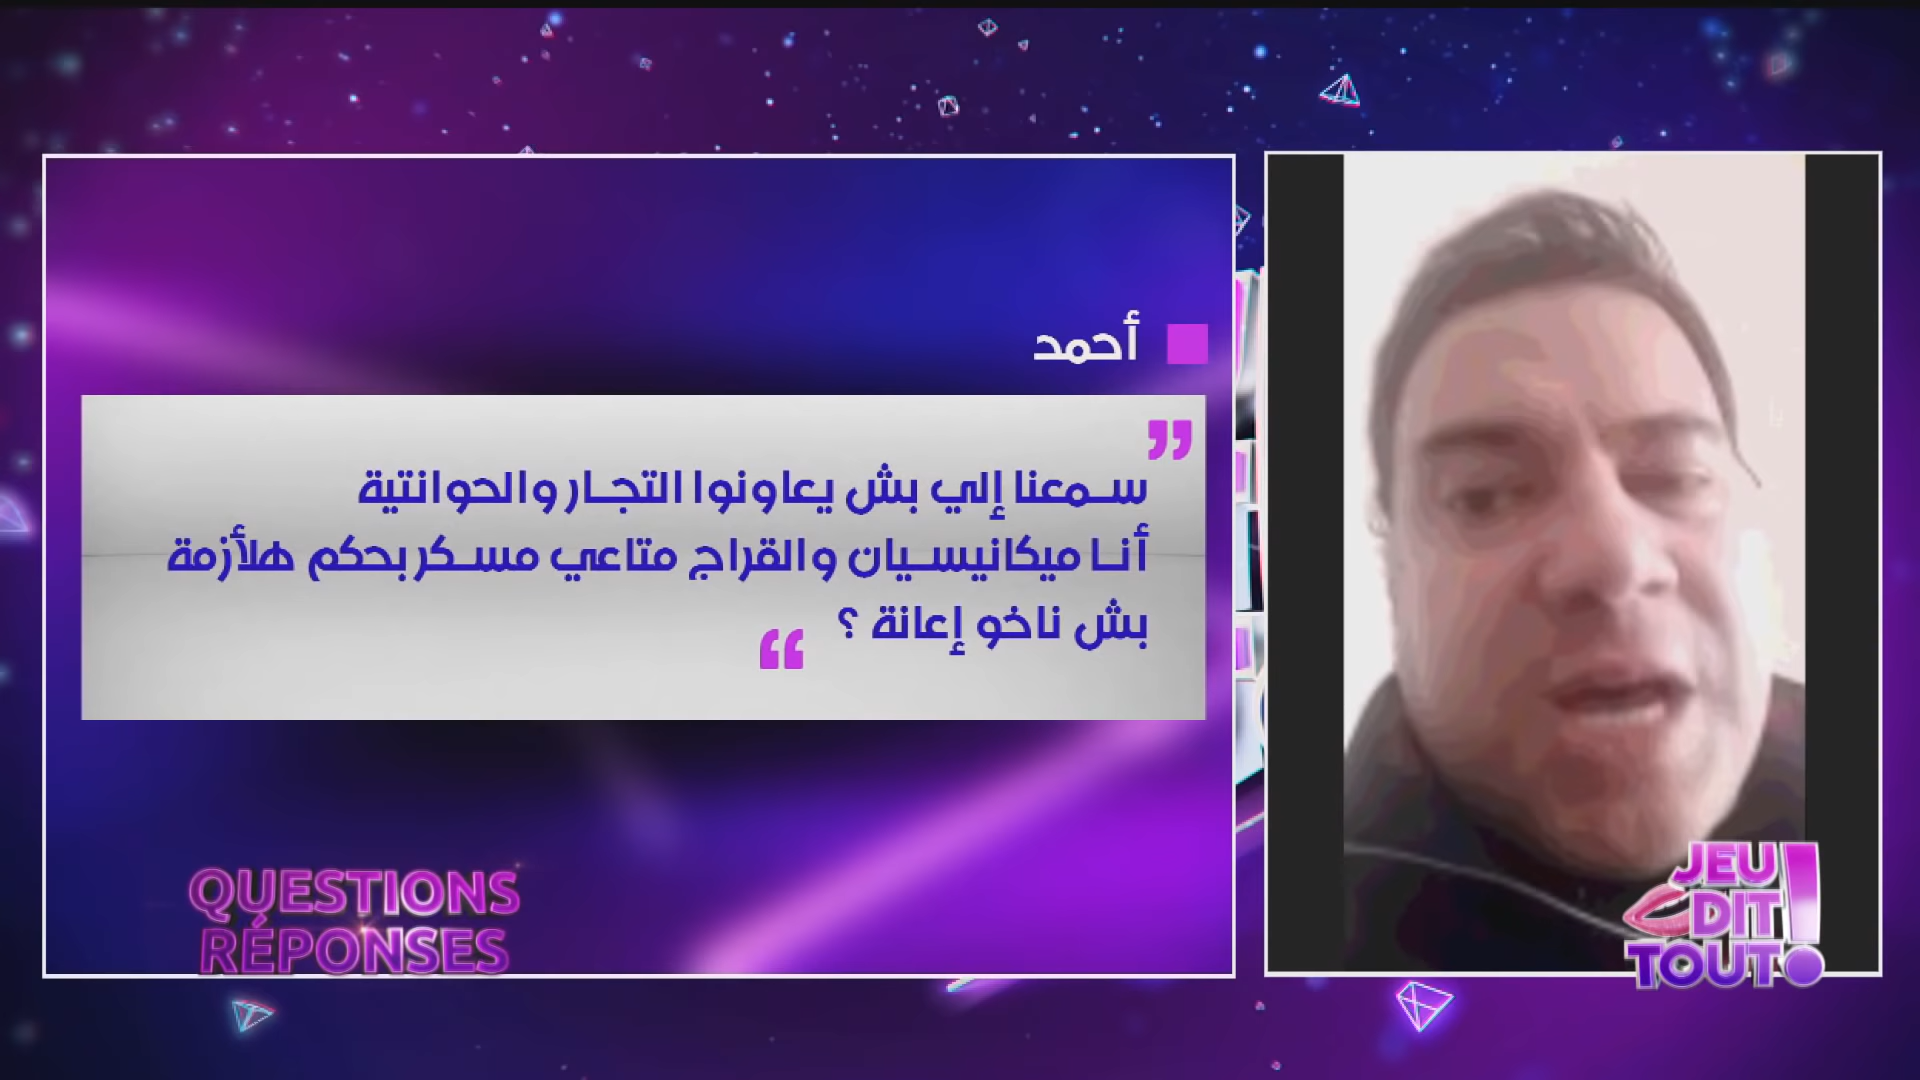 أحمد
"
سمعنا إلي بش يعاونوا التجار والحوانتية
أنا ميكانيسيان والقراج متاعي مسكر بحكم هلأزمة
بش ناخو إعانة ؟
"
QUESTIONS
RÉPONSES
JEU
DIT
TOUT!